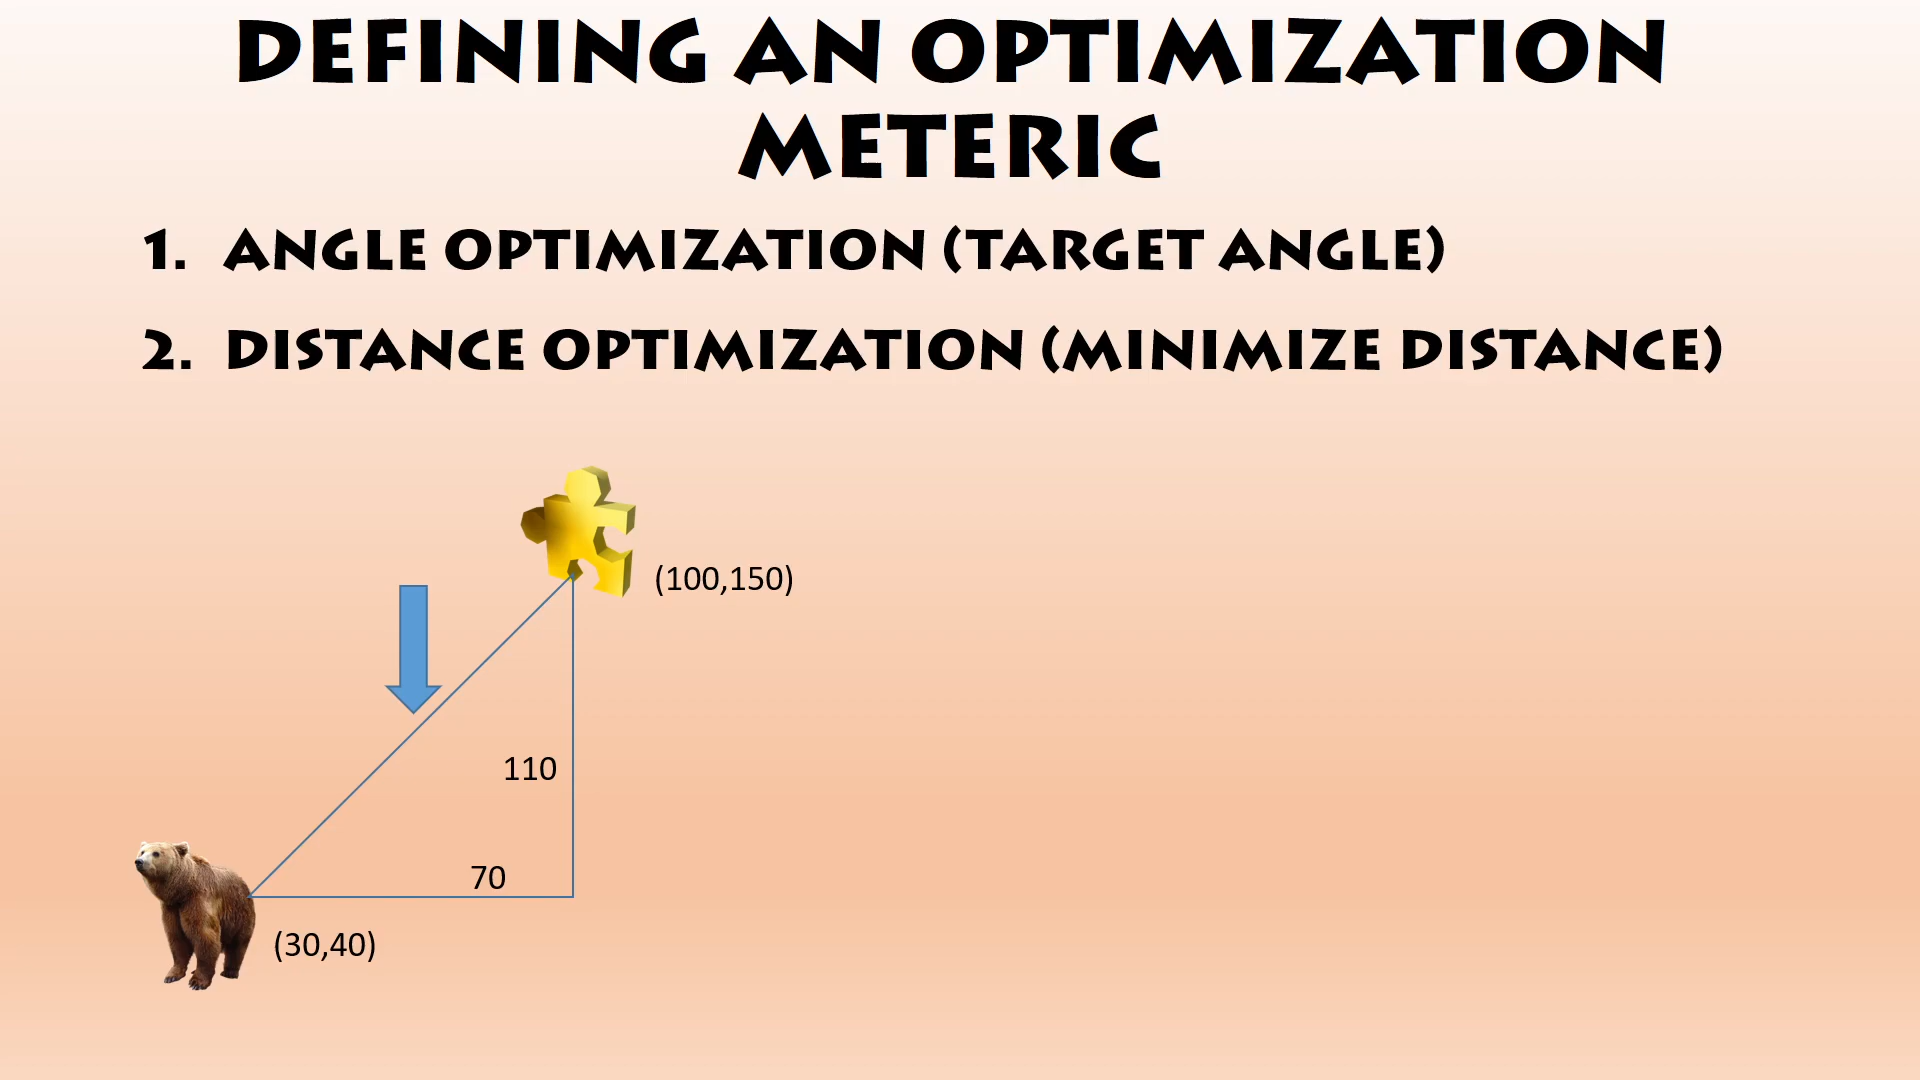 DEFINING AN OPTIMIZATION
METERIC
1. ANGLE OPTIMIZATION (TARGET ANGLE)
2. DISTANCE OPTIMIZATION (MINIMIZE DISTANCE)
(100,150)
110
70
(30,40)